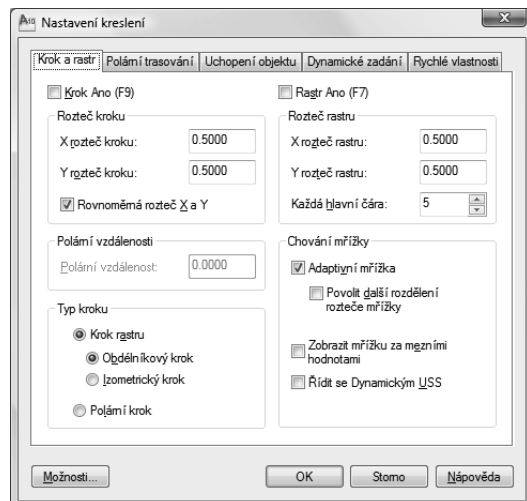 A10 Nastavení kreslení
Krok a rastr Polární trasování Uchopení objektu Dynamické zadání Rychlé vlastnosti
Krok Ano (F9)
Rozteč kroku
X rozteč kroku: 0.5000
Y rozteč kroku: 0.5000
Rovnoměrná rozteč X a Y
Polární vzdálenosti
Polární vzdálenost: 0.0000
Typ kroku
Krok rastru
Obdélníkový krok
Izometrický krok
Polární krok
Rastr Ano (F7)
Rozteč rastru
X rozteč rastru: 0.5000
Y rozteč rastru: 0.5000
Každá hlavní čára: 5
Chování mřížky
Adaptivní mřížka
Povolit další rozdělení
rozteče mřížky
Zobrazit mřížku za mezními
hodnotami
Řídit se Dynamickým USS
Možnosti... OK Storno Nápověda